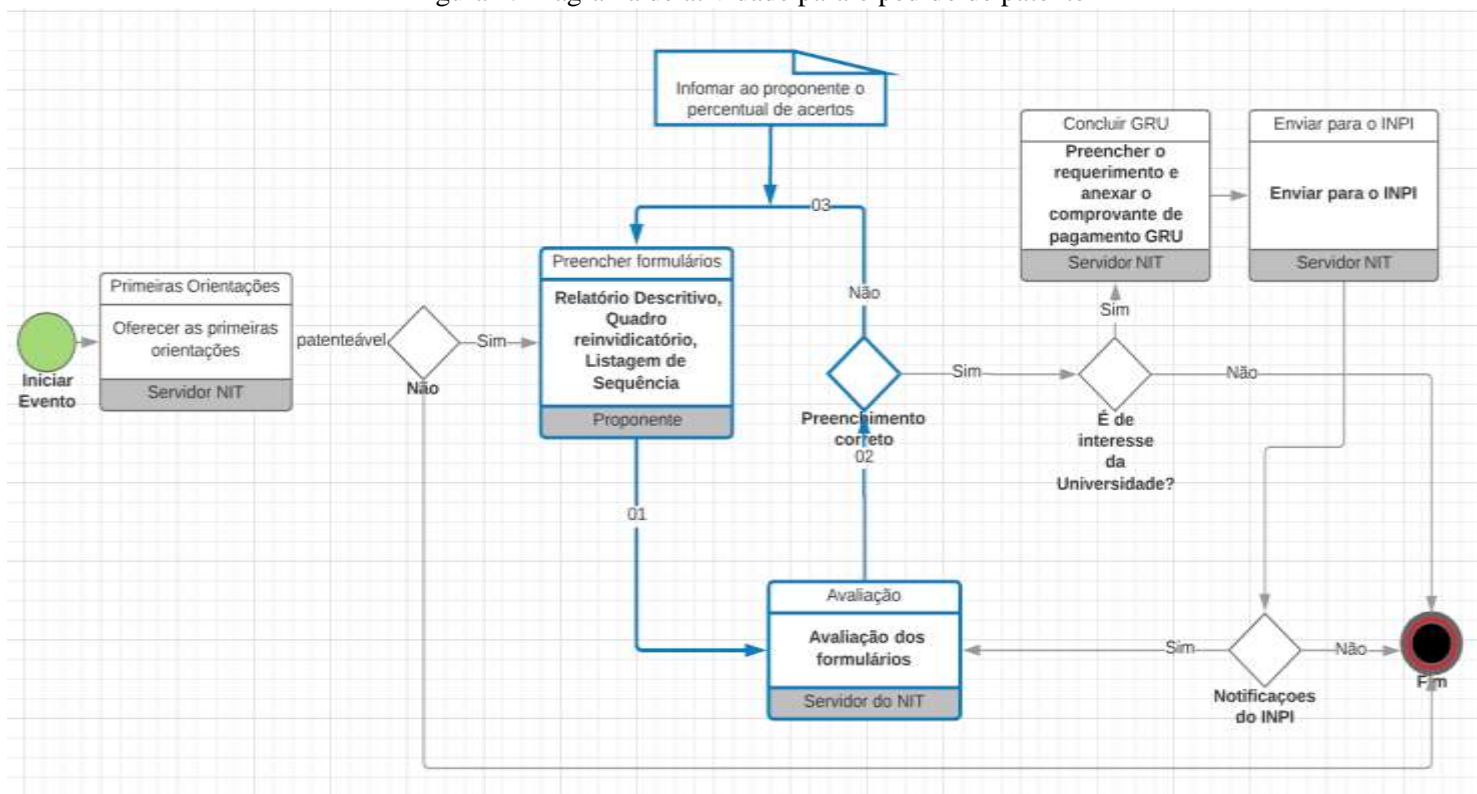 Infomar ao proponente o
percentual de acertos
Concluir GRU
Preencher o
requerimento e
anexar o
comprovante de
pagamento GRU
Servidor NIT
Enviar para o INPI
Enviar para o INPI
Servidor NIT
03
Primeiras Orientações
Oferecer as primeiras
orientações
Servidor NIT
Iniciar
Evento
patenteável
Não
Sim
Preencher formulários
Relatório Descritivo,
Quadro
reinvidicatório,
Listagem de
Sequência
Proponente
Não
Preenchimento
correto
02
Sim
Sim
É de
interesse
da
Universidade?
Não
01
Avaliação
Avaliação dos
formulários
Servidor do NIT
Sim
Notificaçoes
do INPI
Não
Fim